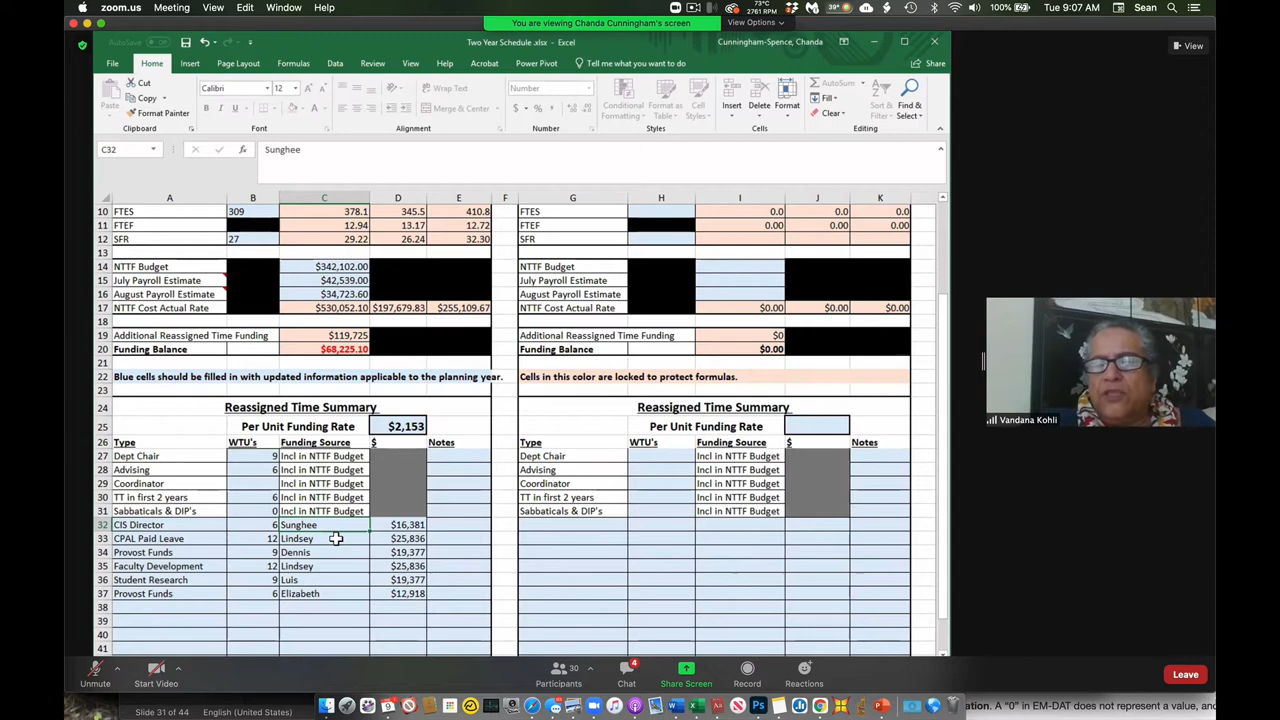 zoom.us Meeting View Edit Window Help 73°C 2761 RPM 39° 100% Tue 9:07 AM Sean
You are viewing Chanda Cunningham's screen View Options
AutoSave Off Two Year Schedule .xlsx - Excel Cunningham-Spence, Chanda View
File Home Insert Page Layout Formulas Data Review View Help Acrobat Power Pivot Tell me what you want to do Share
Paste Cut Copy Format Painter Calibri 12 Wrap Text Merge & Center Number Conditional Formatting Format as Table Cell Styles Insert Delete Format AutoSum Fill Clear Sort & Filter Find & Select
B I U A $ % ,
Clipboard Font Alignment Number Styles Cells Editing
C32 fx Sunghee
A B C D E F G H I J K
10 FTES 309 378.1 345.5 410.8 FTES 0.0 0.0 0.0
11 FTEF 12.94 13.17 12.72 FTEF 0.00 0.00 0.00
12 SFR 27 29.22 26.24 32.30 SFR
13
14 NTTF Budget $342,102.00 NTTF Budget
15 July Payroll Estimate $42,539.00 July Payroll Estimate
16 August Payroll Estimate $34,723.60 August Payroll Estimate
17 NTTF Cost Actual Rate $530,052.10 $197,679.83 $255,109.67 NTTF Cost Actual Rate $0.00 $0.00 $0.00
18
19 Additional Reassigned Time Funding $119,725 Additional Reassigned Time Funding $0
20 Funding Balance $68,225.10 Funding Balance $0.00
21
22 Blue cells should be filled in with updated information applicable to the planning year. Cells in this color are locked to protect formulas.
23
24 Reassigned Time Summary Reassigned Time Summary
25 Per Unit Funding Rate $2,153 Per Unit Funding Rate
26 Type WTU's Funding Source $ Notes Type WTU's Funding Source $ Notes
27 Dept Chair 9 Incl in NTTF Budget Dept Chair Incl in NTTF Budget
28 Advising 6 Incl in NTTF Budget Advising Incl in NTTF Budget
29 Coordinator Incl in NTTF Budget Coordinator Incl in NTTF Budget
30 TT in first 2 years 6 Incl in NTTF Budget TT in first 2 years Incl in NTTF Budget
31 Sabbaticals & DIP's 0 Incl in NTTF Budget Sabbaticals & DIP's Incl in NTTF Budget
32 CIS Director 6 Sunghee $16,381
33 CPAL Paid Leave 12 Lindsey $25,836
34 Provost Funds 9 Dennis $19,377
35 Faculty Development 12 Lindsey $25,836
36 Student Research 9 Luis $19,377
37 Provost Funds 6 Elizabeth $12,918
38
39
40
41
Vandana Kohli
Unmute Start Video Participants 30 Chat 4 Share Screen Record Reactions Leave
Slide 31 of 44 English (United States) ation. A "0" in EM-DAT does not represent a value, and